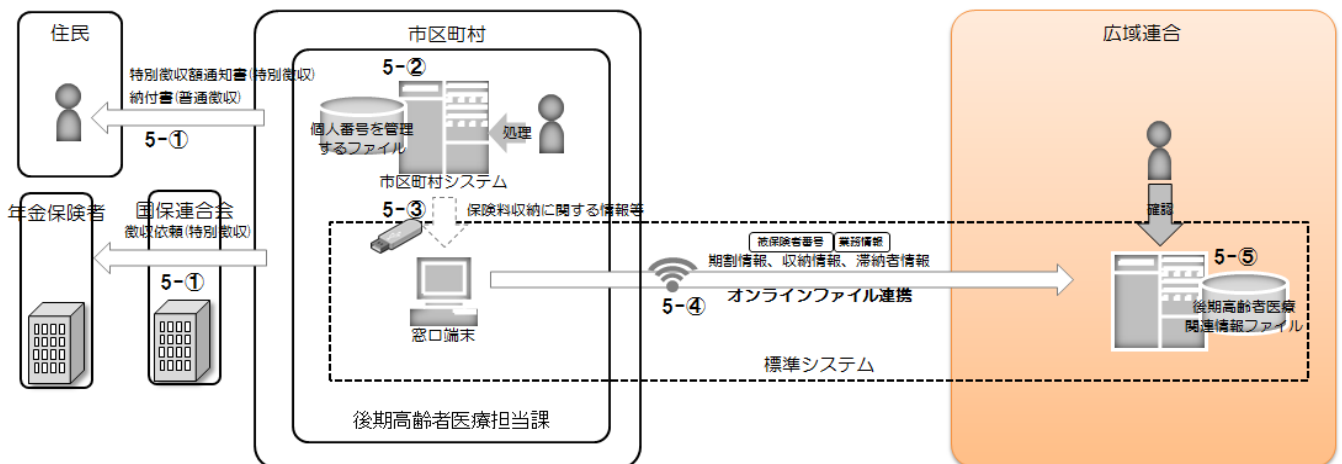 住民
特別徴収額通知書(特別徴収)
納付書(普通徴収)
5-①
年金保険者
国保連合会
徴収依頼(特別徴収)
5-①
市区町村
5-②
個人番号を管理
するファイル
処理
市区町村システム
5-③
保険料収納に関する情報等
窓口端末
後期高齢者医療担当課
被保険者番号
業務情報
期割情報、収納情報、滞納者情報
5-④
オンラインファイル連携
標準システム
広域連合
確認
5-⑤
後期高齢者医療
関連情報ファイル